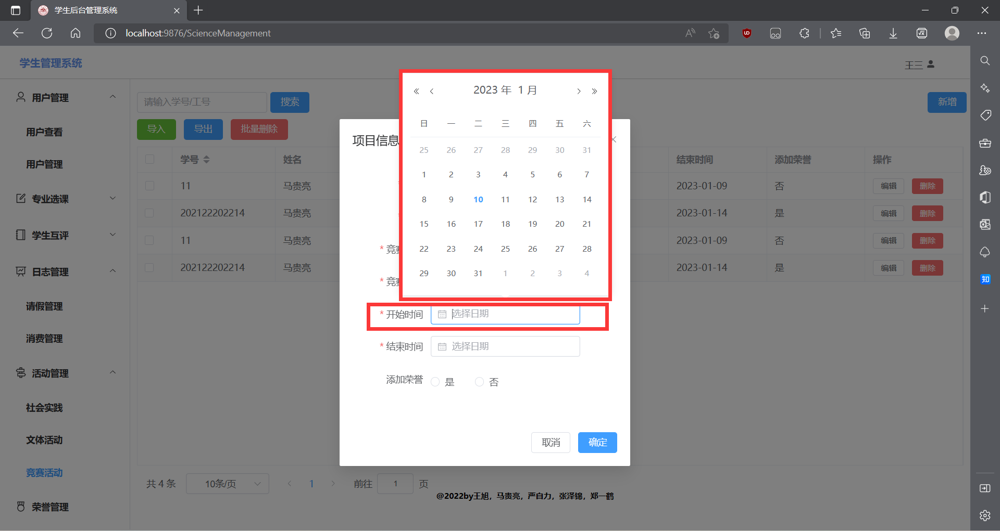 学生后台管理系统
localhost:9876/ScienceManagement
学生管理系统
王三
用户管理
用户查看
用户管理
专业选课
学生互评
日志管理
请假管理
消费管理
活动管理
社会实践
文体活动
竞赛活动
荣誉管理
请输入学号/工号 搜索 新增
导入 导出 批量删除
学号 姓名 结束时间 添加荣誉 操作
11 马贵亮 2023-01-09 否 编辑 删除
202122202214 马贵亮 2023-01-14 是 编辑 删除
11 马贵亮 2023-01-09 否 编辑 删除
202122202214 马贵亮 2023-01-14 是 编辑 删除
项目信息
2023 年 1 月
日 一 二 三 四 五 六
25 26 27 28 29 30 31
1 2 3 4 5 6 7
8 9 10 11 12 13 14
15 16 17 18 19 20 21
22 23 24 25 26 27 28
29 30 31 1 2 3 4
* 竞
* 竞
* 开始时间 选择日期
* 结束时间 选择日期
添加荣誉 是 否
取消 确定
共 4 条 10条/页 1 前往 1 页
@2022by王旭，马贵亮，严自力，张泽锦，郑一鹤
知